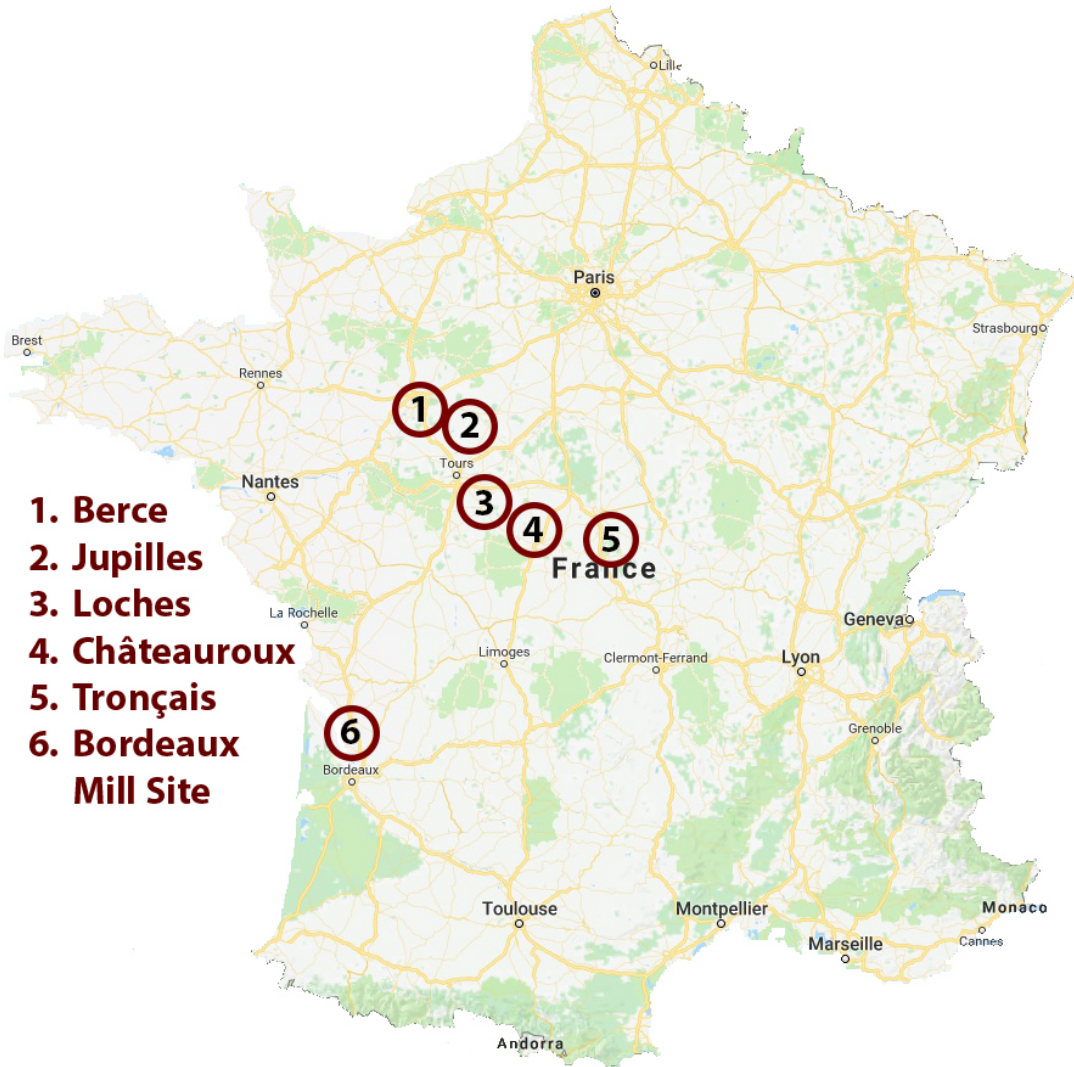 Lille
Paris
Strasbourg
Brest
Rennes
1
2
Tours
Nantes
3
4
5
France
1. Berce
2. Jupilles
3. Loches
4. Châteauroux
5. Tronçais
6. Bordeaux
Mill Site
La Rochelle
Geneva
Limoges
Clermont-Ferrand
Lyon
6
Grenoble
Bordeaux
Toulouse
Montpellier
Monaco
Marseille
Cannes
Andorra